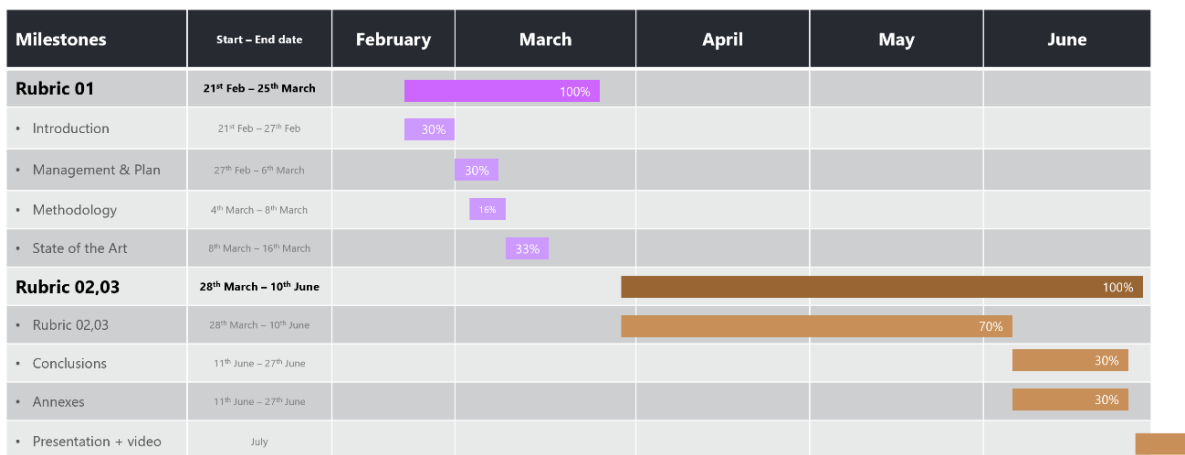 Milestones Start – End date February March April May June
Rubric 01 21st Feb – 25th March 100%
• Introduction 21st Feb – 27th Feb 30%
• Management & Plan 27th Feb – 6th March 30%
• Methodology 4th March – 8th March 16%
• State of the Art 8th March – 16th March 33%
Rubric 02,03 28th March – 10th June 100%
• Rubric 02,03 28th March – 10th June 70%
• Conclusions 11th June – 27th June 30%
• Annexes 11th June – 27th June 30%
• Presentation + video July